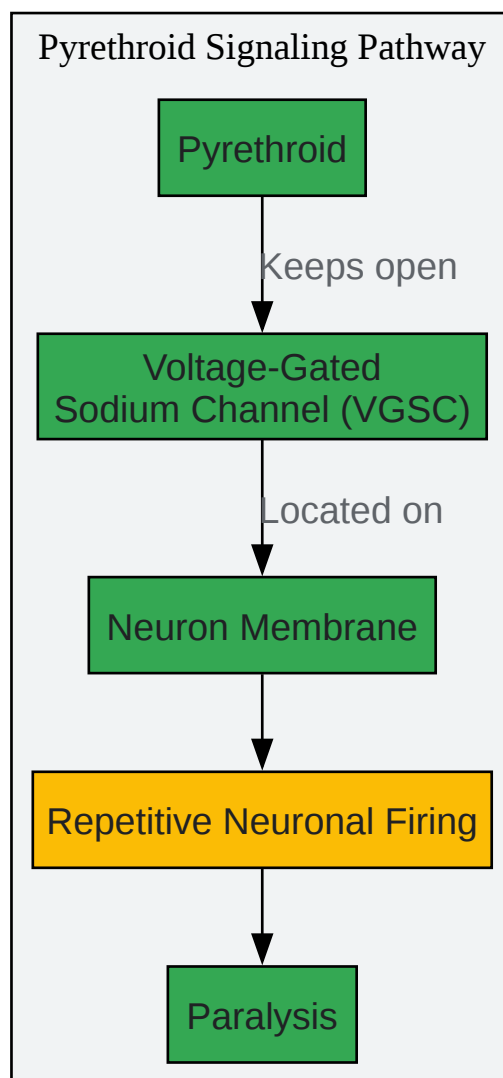 Pyrethroid Signaling Pathway
Pyrethroid
Keeps open
Voltage-Gated
Sodium Channel (VGSC)
Located on
Neuron Membrane
Repetitive Neuronal Firing
Paralysis